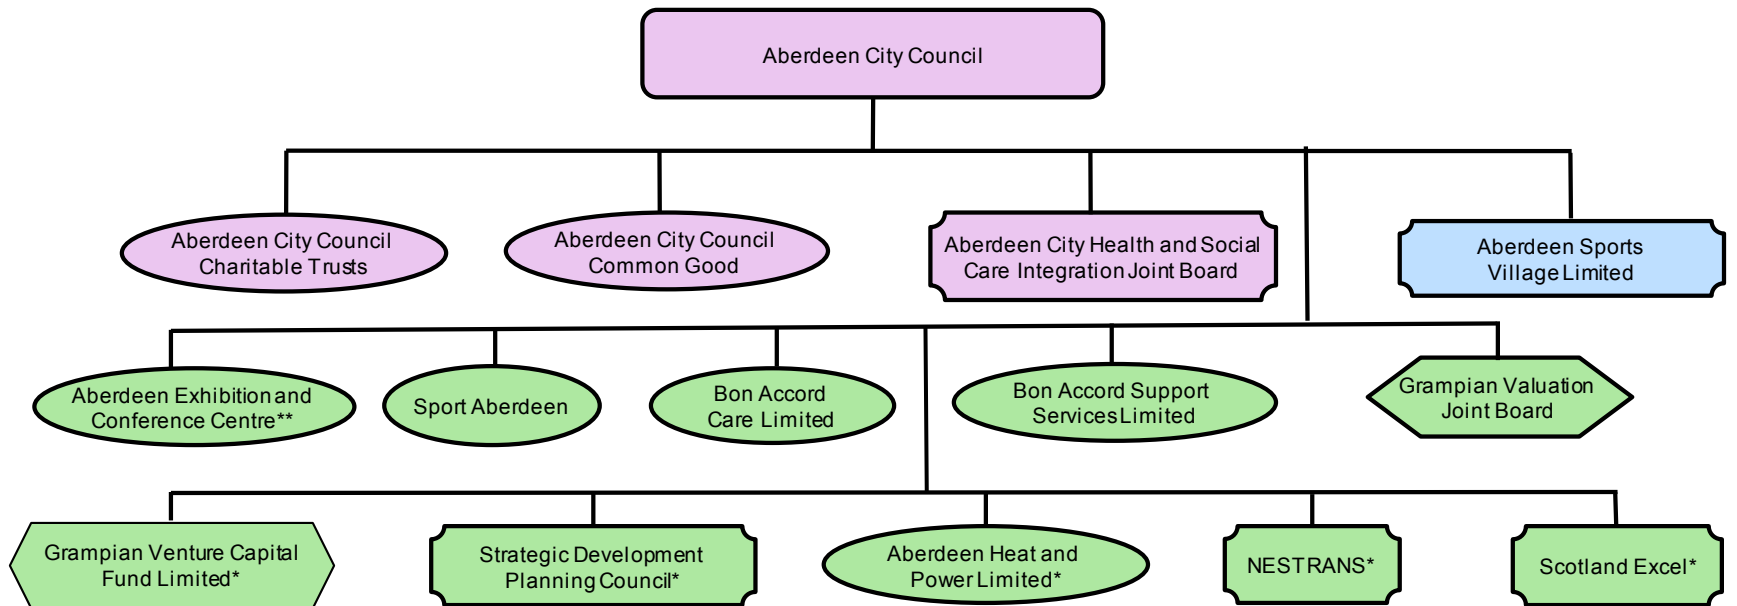 Aberdeen City Council
Aberdeen City Council
Charitable Trusts
Aberdeen City Council
Common Good
Aberdeen City Health and Social
Care Integration Joint Board
Aberdeen Sports
Village Limited
Aberdeen Exhibition and
Conference Centre**
Sport Aberdeen
Bon Accord
Care Limited
Bon Accord Support
Services Limited
Grampian Valuation
Joint Board
Grampian Venture Capital
Fund Limited*
Strategic Development
Planning Council*
Aberdeen Heat and
Power Limited*
NESTRANS*
Scotland Excel*